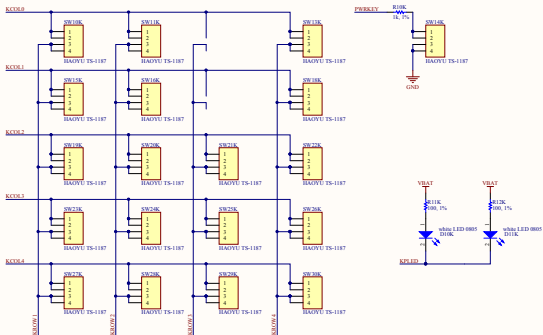 KCOL0
SW10K
1
2
3
4
HAOYU TS-1187
SW11K
1
2
3
4
HAOYU TS-1187
SW13K
1
2
3
4
HAOYU TS-1187
PWRKEY
R10K
1k, 1%
SW14K
1
2
3
4
HAOYU TS-1187
GND
KCOL1
SW15K
1
2
3
4
HAOYU TS-1187
SW16K
1
2
3
4
HAOYU TS-1187
SW18K
1
2
3
4
HAOYU TS-1187
KCOL2
SW19K
1
2
3
4
HAOYU TS-1187
SW20K
1
2
3
4
HAOYU TS-1187
SW21K
1
2
3
4
HAOYU TS-1187
SW22K
1
2
3
4
HAOYU TS-1187
KCOL3
SW23K
1
2
3
4
HAOYU TS-1187
SW24K
1
2
3
4
HAOYU TS-1187
SW25K
1
2
3
4
HAOYU TS-1187
SW26K
1
2
3
4
HAOYU TS-1187
VBAT
R11K
100, 1%
white LED 0805
D10K
1
2
VBAT
R12K
100, 1%
white LED 0805
D11K
1
2
KPLED
KCOL4
SW27K
1
2
3
4
HAOYU TS-1187
SW28K
1
2
3
4
HAOYU TS-1187
SW29K
1
2
3
4
HAOYU TS-1187
SW30K
1
2
3
4
HAOYU TS-1187
KROW1
KROW2
KROW3
KROW4